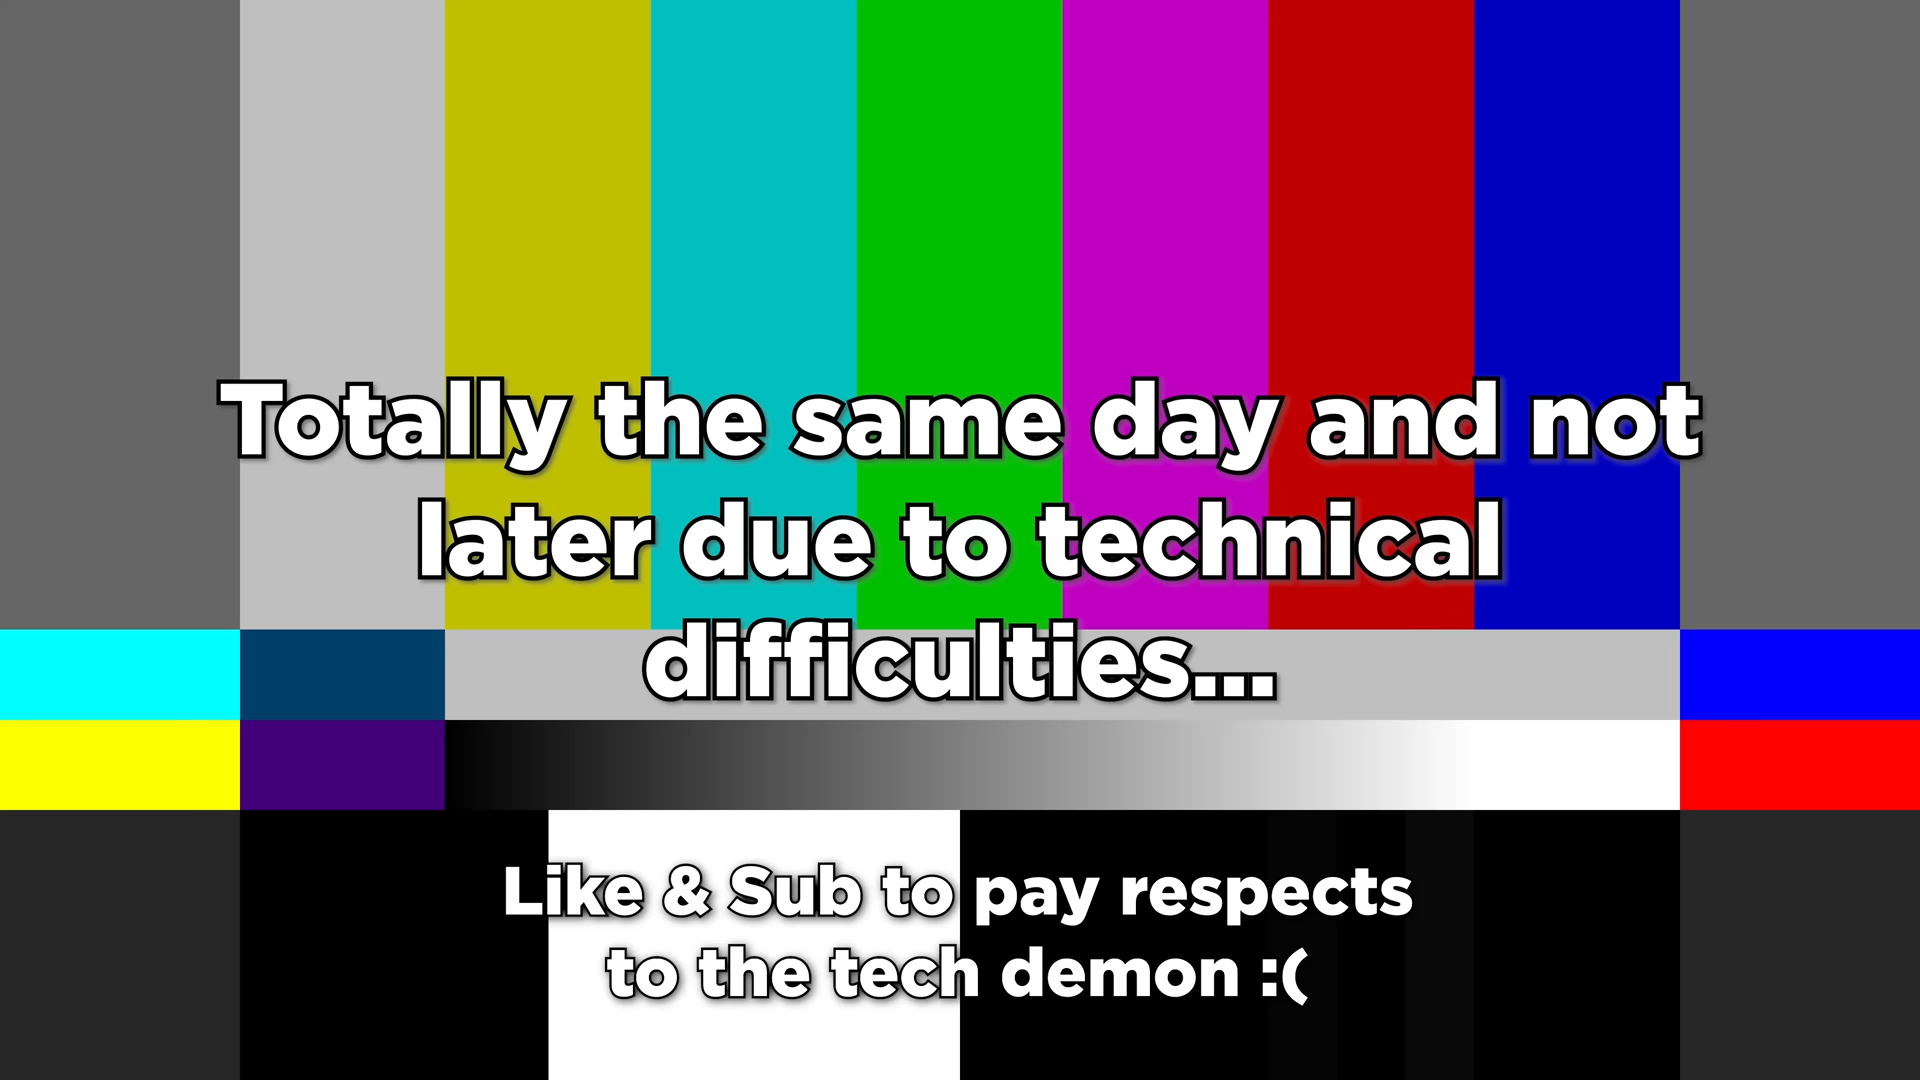 Totally the same day and not
later due to technical
difficulties...
Like & Sub to pay respects
to the tech demon :(